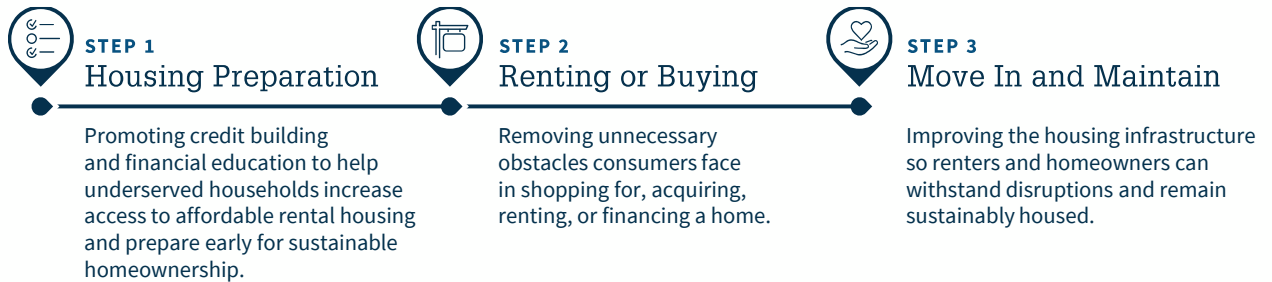 STEP 1
Housing Preparation
Promoting credit building
and financial education to help
underserved households increase
access to affordable rental housing
and prepare early for sustainable
homeownership.
STEP 2
Renting or Buying
Removing unnecessary
obstacles consumers face
in shopping for, acquiring,
renting, or financing a home.
STEP 3
Move In and Maintain
Improving the housing infrastructure
so renters and homeowners can
withstand disruptions and remain
sustainably housed.